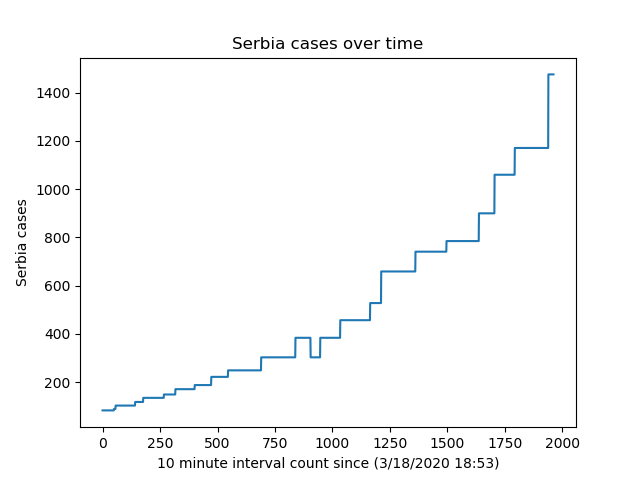 Serbia cases over time
1400
1200
1000
800
600
400
200
Serbia cases
0 250 500 750 1000 1250 1500 1750 2000
10 minute interval count since (3/18/2020 18:53)